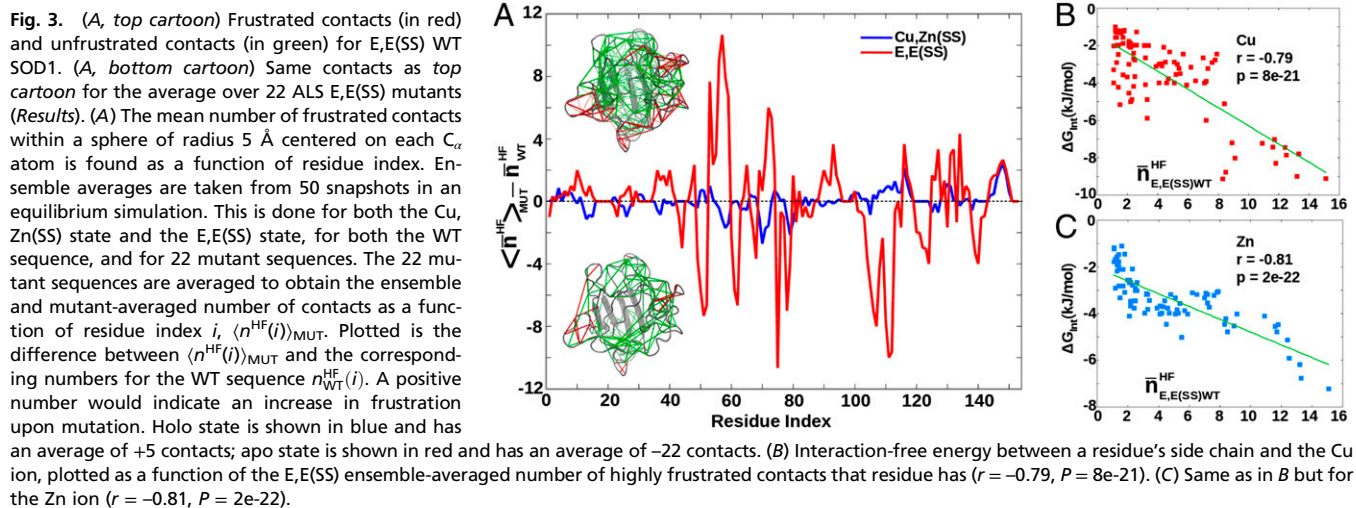 Fig. 3. (A, top cartoon) Frustrated contacts (in red)
and unfrustrated contacts (in green) for E,E(SS) WT
SOD1. (A, bottom cartoon) Same contacts as top
cartoon for the average over 22 ALS E,E(SS) mutants
(Results). (A) The mean number of frustrated contacts
within a sphere of radius 5 Å centered on each Cα
atom is found as a function of residue index. En-
semble averages are taken from 50 snapshots in an
equilibrium simulation. This is done for both the Cu,
Zn(SS) state and the E,E(SS) state, for both the WT
sequence, and for 22 mutant sequences. The 22 mu-
tant sequences are averaged to obtain the ensemble
and mutant-averaged number of contacts as a func-
tion of residue index i, ⟨n^HF(i)⟩_MUT. Plotted is the
difference between ⟨n^HF(i)⟩_MUT and the correspond-
ing numbers for the WT sequence n^HF_WT(i). A positive
number would indicate an increase in frustration
upon mutation. Holo state is shown in blue and has
an average of +5 contacts; apo state is shown in red and has an average of –22 contacts. (B) Interaction-free energy between a residue's side chain and the Cu
ion, plotted as a function of the E,E(SS) ensemble-averaged number of highly frustrated contacts that residue has (r = –0.79, P = 8e-21). (C) Same as in B but for
the Zn ion (r = –0.81, P = 2e-22).
A
12
8
4
0
-4
-8
-12
<n̄^HF>_MUT – n̄^HF_WT
Cu,Zn(SS)
E,E(SS)
0 20 40 60 80 100 120 140
Residue Index
B
0
-2
-4
-6
-8
-10
ΔG_int(kJ/mol)
Cu
r = -0.79
p = 8e-21
n̄^HF_E,E(SS)WT
0 2 4 6 8 10 12 14 16
C
-2
-4
-6
-8
ΔG_int(kJ/mol)
Zn
r = -0.81
p = 2e-22
n̄^HF_E,E(SS)WT
0 2 4 6 8 10 12 14 16